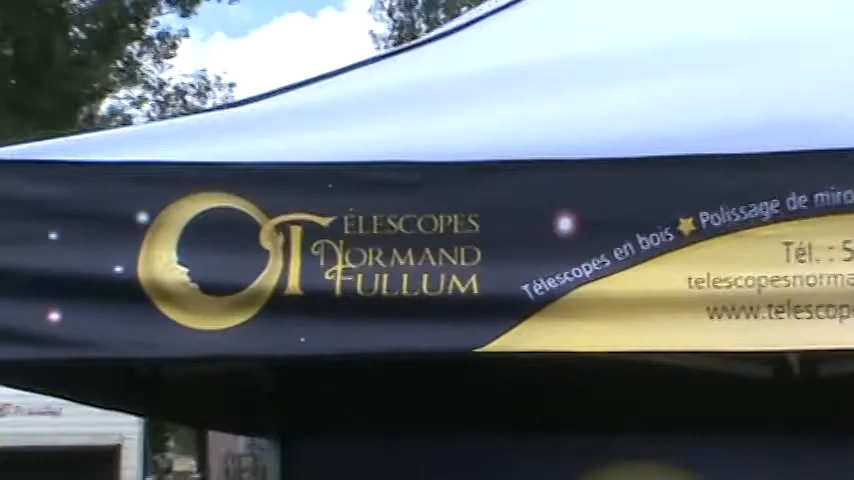 TÉLESCOPES
NORMAND
FULLUM
Télescopes en bois ★ Polissage de miro
Tél. : 5
telescopesnorma
www.telescop